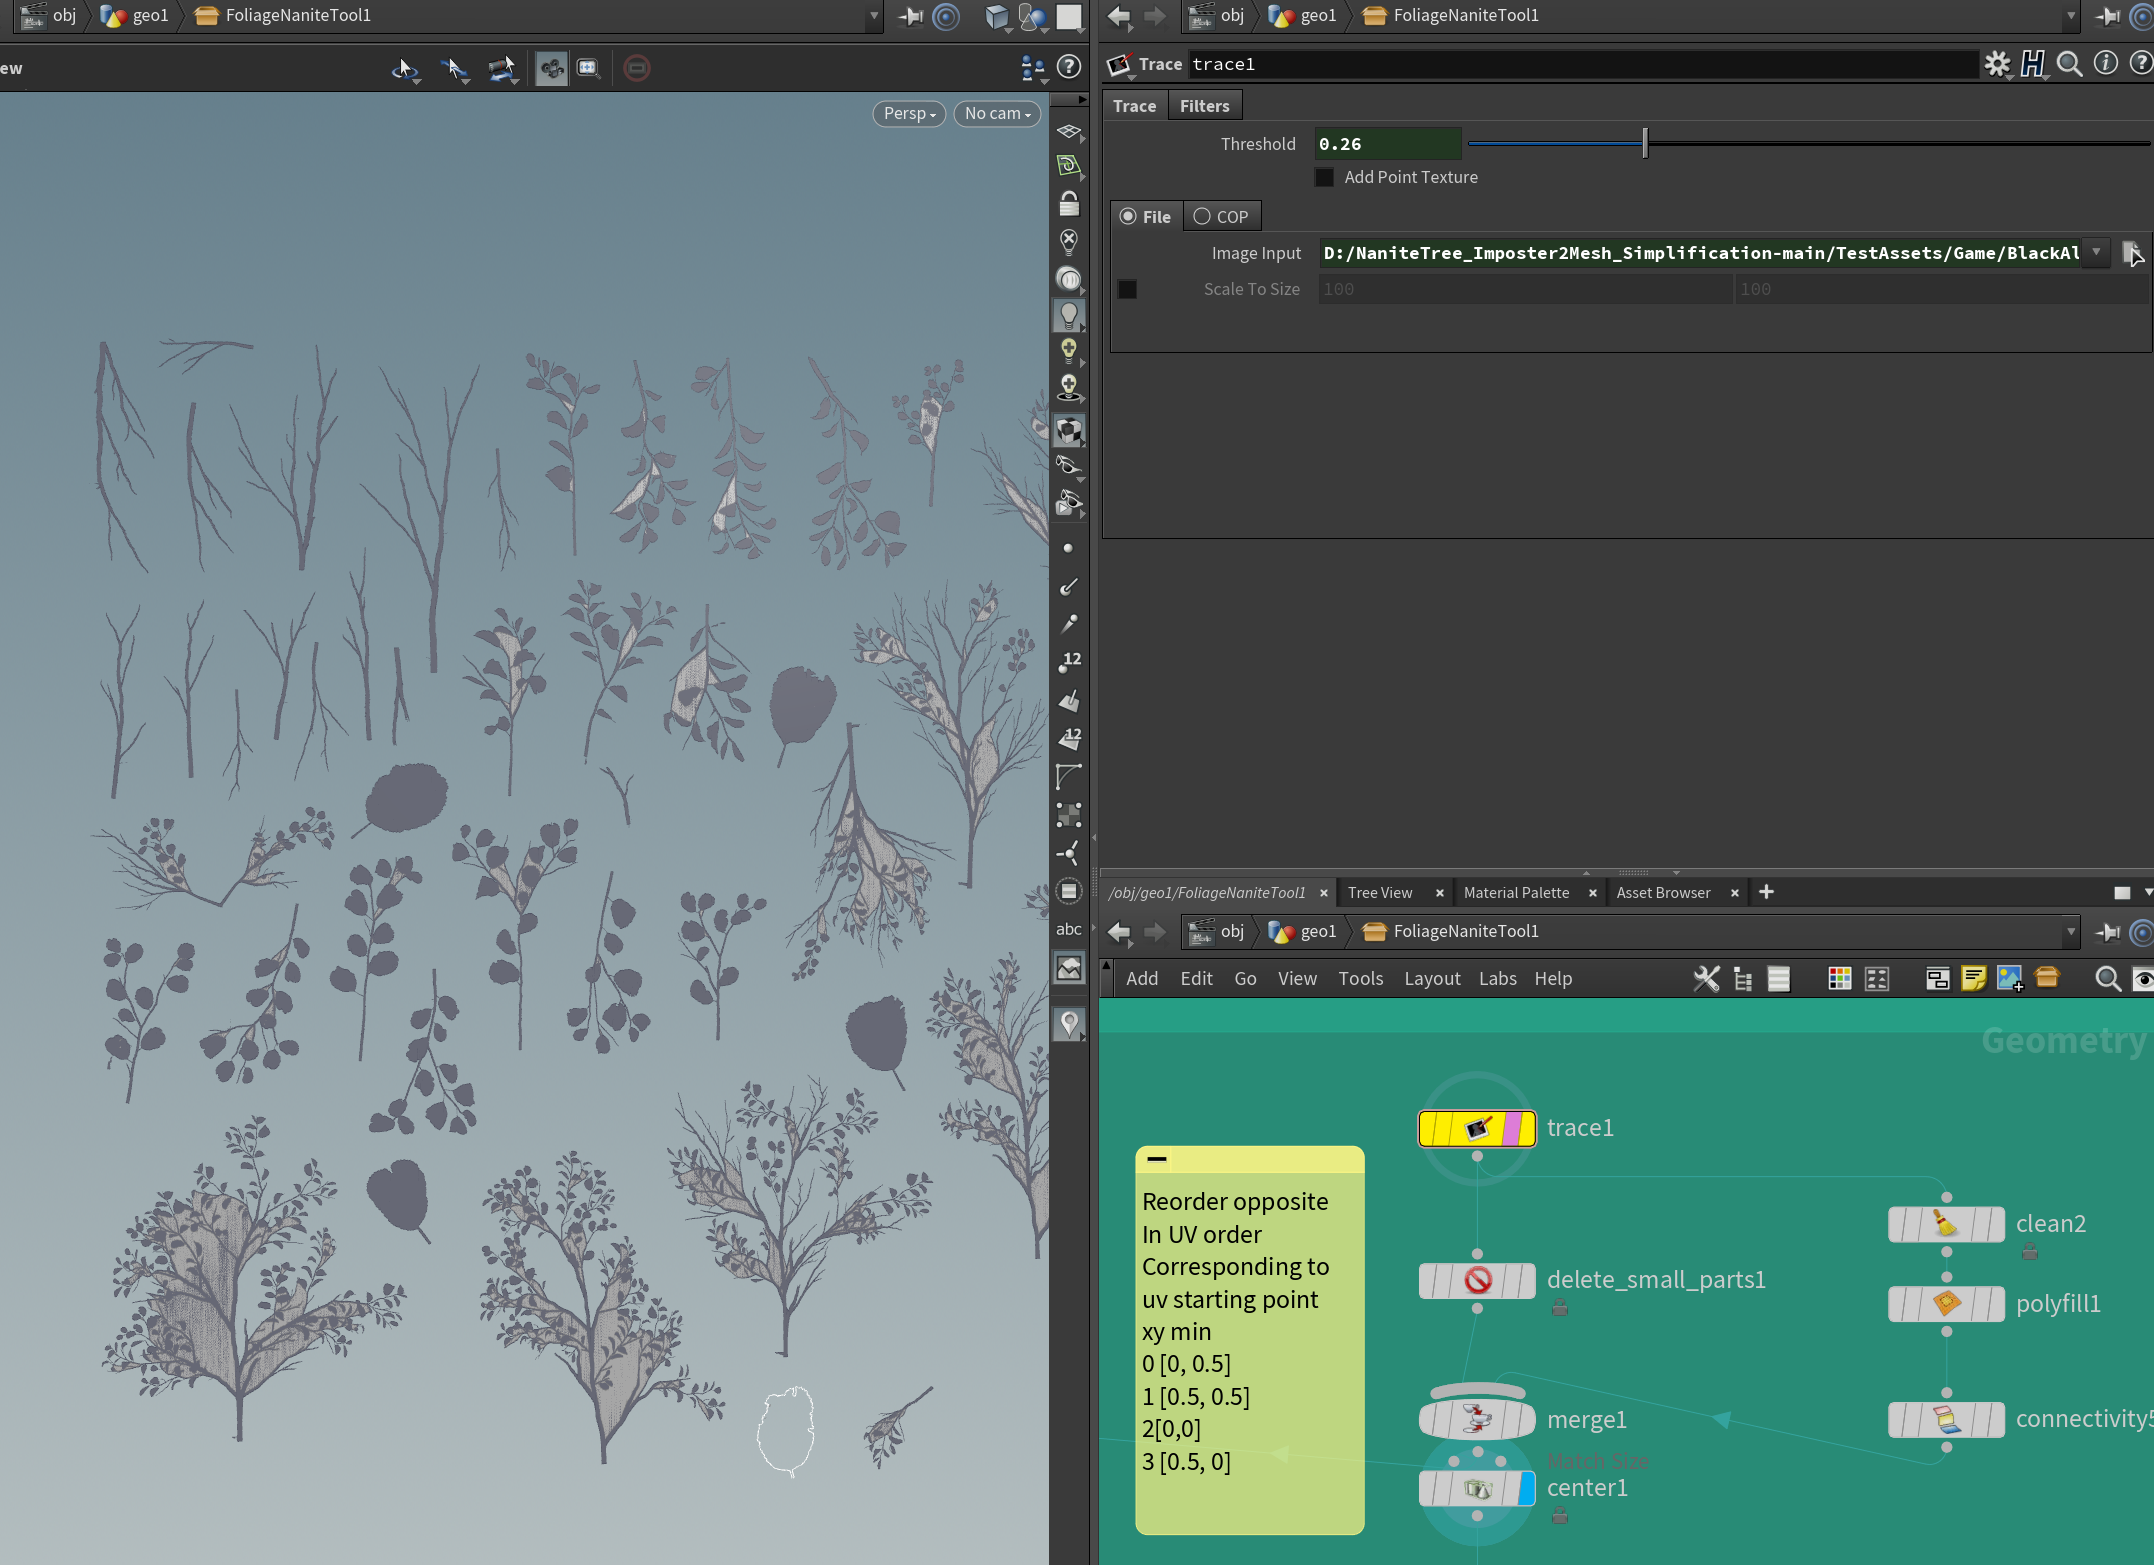 obj geo1 FoliageNaniteTool1
ew
Persp No cam
12
12
abc
obj geo1 FoliageNaniteTool1
Trace trace1
Trace Filters
Threshold 0.26
Add Point Texture
File COP
Image Input D:/NaniteTree_Imposter2Mesh_Simplification-main/TestAssets/Game/BlackAl
Scale To Size 100 100
/obj/geo1/FoliageNaniteTool1 × Tree View × Material Palette × Asset Browser × +
obj geo1 FoliageNaniteTool1
Add Edit Go View Tools Layout Labs Help
Geometry
trace1
Reorder opposite
In UV order
Corresponding to
uv starting point
xy min
0 [0, 0.5]
1 [0.5, 0.5]
2[0,0]
3 [0.5, 0]
clean2
delete_small_parts1
polyfill1
merge1
connectivity5
Match Size
center1